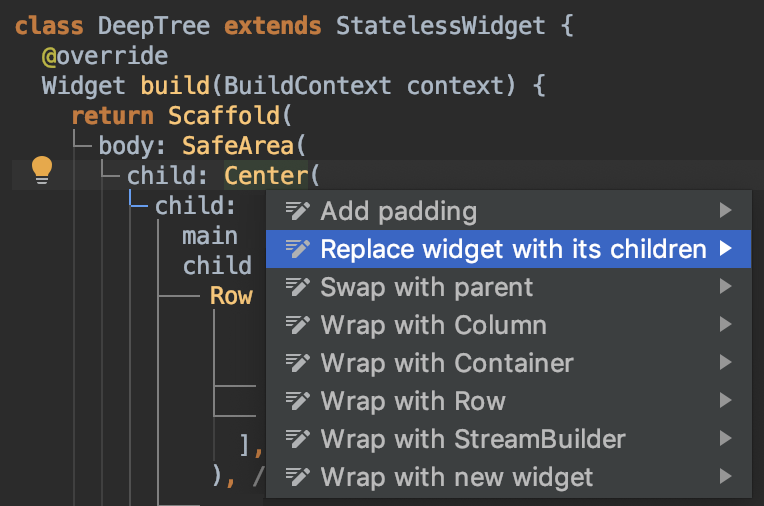 class DeepTree extends StatelessWidget {
@override
Widget build(BuildContext context) {
return Scaffold(
body: SafeArea(
child: Center(
child:
main
child
Row
], 
), /
Add padding
Replace widget with its children
Swap with parent
Wrap with Column
Wrap with Container
Wrap with Row
Wrap with StreamBuilder
Wrap with new widget